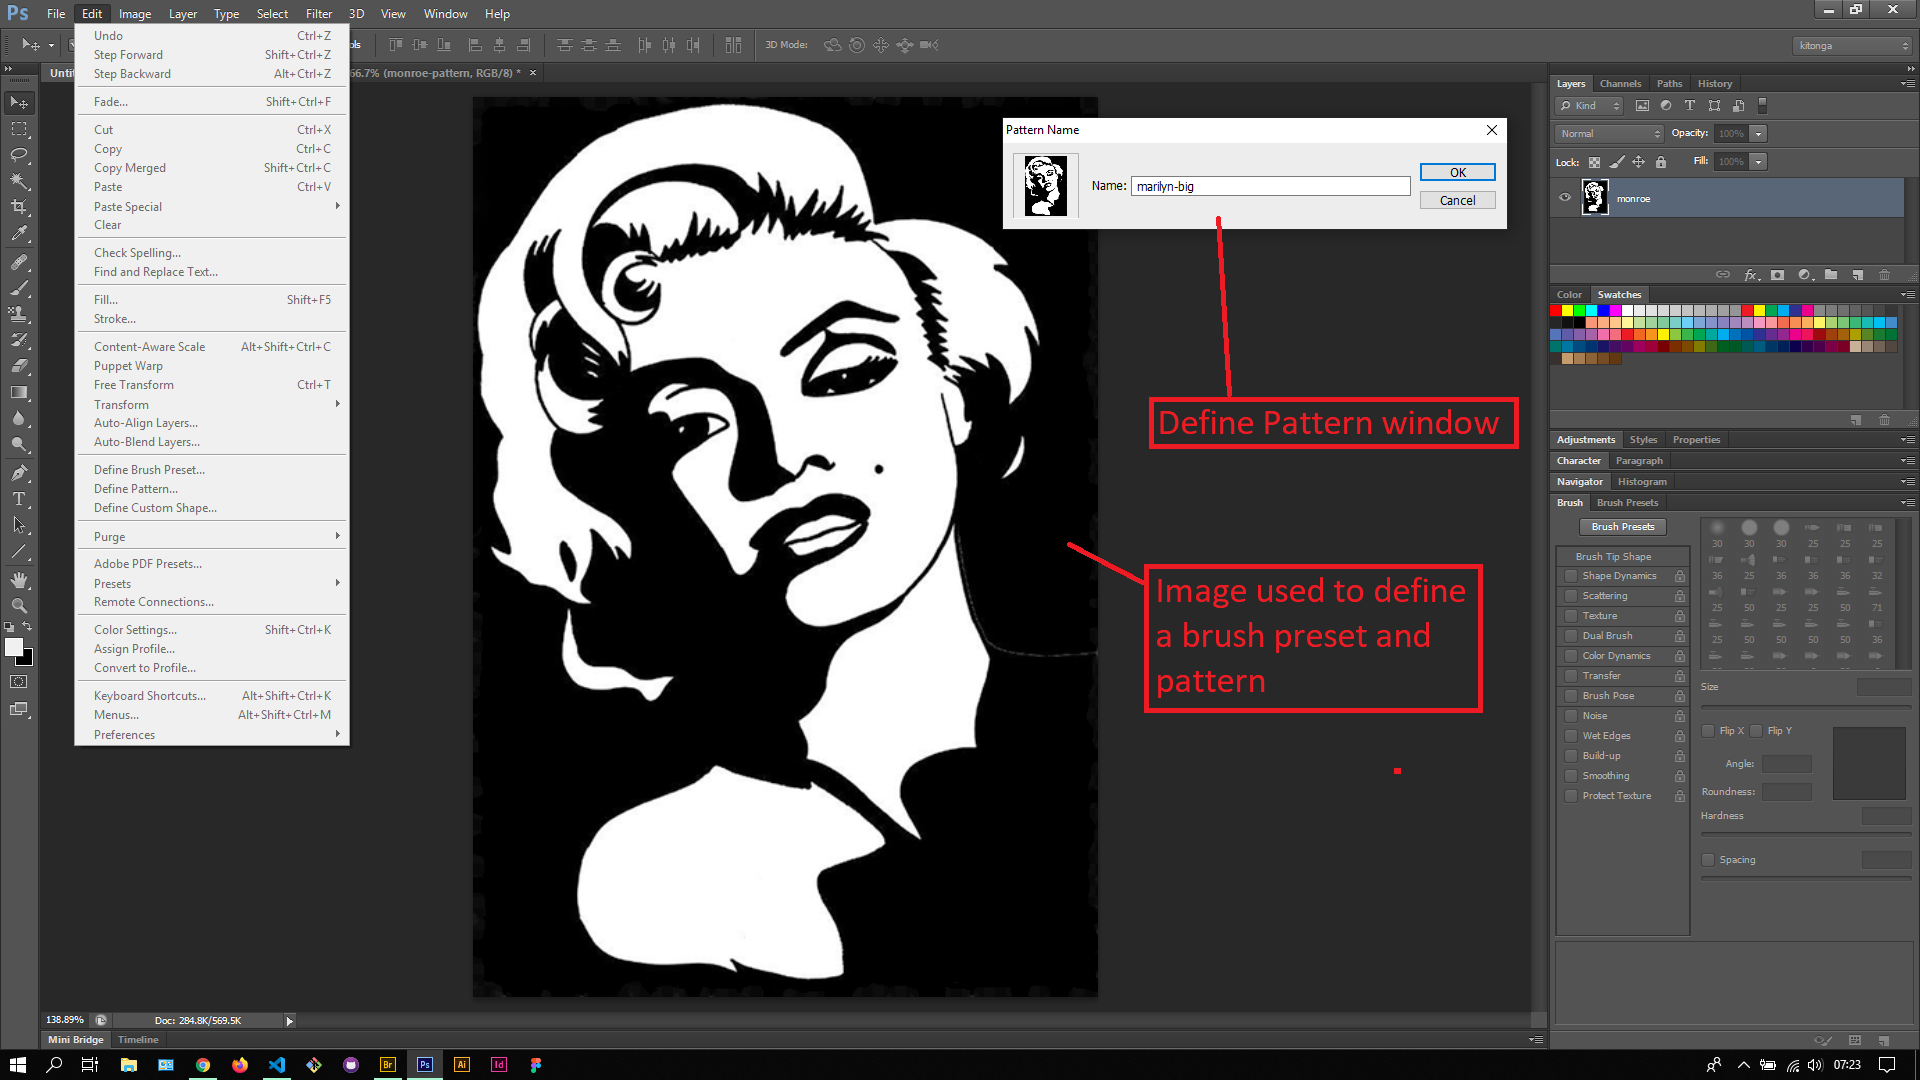 Ps File Edit Image Layer Type Select Filter 3D View Window Help
3D Mode:
kitonga
66.7% (monroe-pattern, RGB/8) *
Undo Ctrl+Z
Step Forward Shift+Ctrl+Z
Step Backward Alt+Ctrl+Z
Fade... Shift+Ctrl+F
Cut Ctrl+X
Copy Ctrl+C
Copy Merged Shift+Ctrl+C
Paste Ctrl+V
Paste Special
Clear
Check Spelling...
Find and Replace Text...
Fill... Shift+F5
Stroke...
Content-Aware Scale Alt+Shift+Ctrl+C
Puppet Warp
Free Transform Ctrl+T
Transform
Auto-Align Layers...
Auto-Blend Layers...
Define Brush Preset...
Define Pattern...
Define Custom Shape...
Purge
Adobe PDF Presets...
Presets
Remote Connections...
Color Settings... Shift+Ctrl+K
Assign Profile...
Convert to Profile...
Keyboard Shortcuts... Alt+Shift+Ctrl+K
Menus... Alt+Shift+Ctrl+M
Preferences
Pattern Name
Name: marilyn-big
OK
Cancel
Define Pattern window
Image used to define
a brush preset and
pattern
Layers Channels Paths History
Kind
Normal Opacity: 100%
Lock: Fill: 100%
monroe
fx
Color Swatches
Adjustments Styles Properties
Character Paragraph
Navigator Histogram
Brush Brush Presets
Brush Presets
Brush Tip Shape
Shape Dynamics
Scattering
Texture
Dual Brush
Color Dynamics
Transfer
Brush Pose
Noise
Wet Edges
Build-up
Smoothing
Protect Texture
30 30 30 25 25 25
36 25 36 36 36 32
25 50 25 25 50 71
25 50 50 50 50 36
Size
Flip X Flip Y
Angle:
Roundness:
Hardness
Spacing
138.89% Doc: 284.8K/569.5K
Mini Bridge Timeline
Br Ps Ai Id
07:23